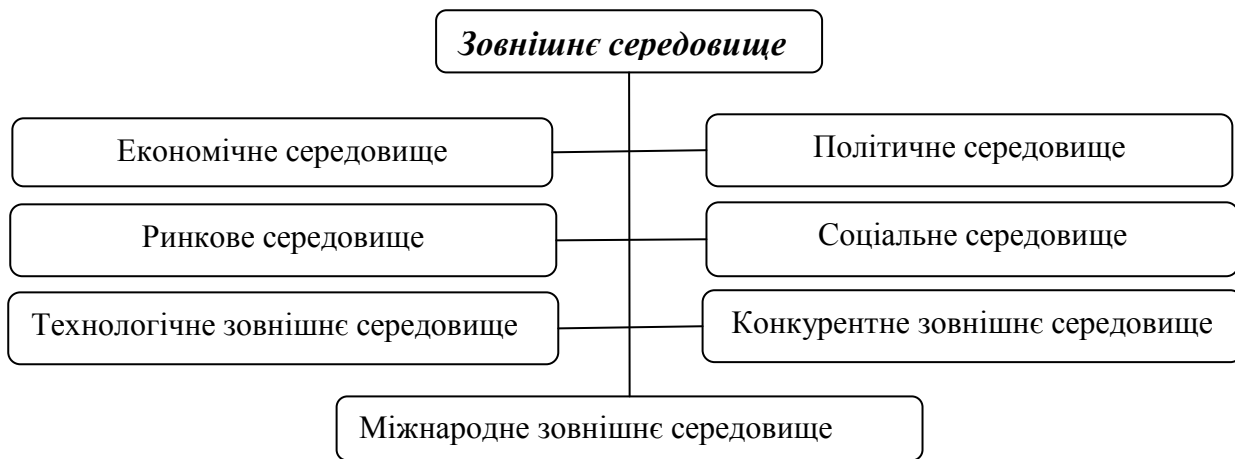 Зовнішнє середовище
Економічне середовище
Політичне середовище
Ринкове середовище
Соціальне середовище
Технологічне зовнішнє середовище
Конкурентне зовнішнє середовище
Міжнародне зовнішнє середовище